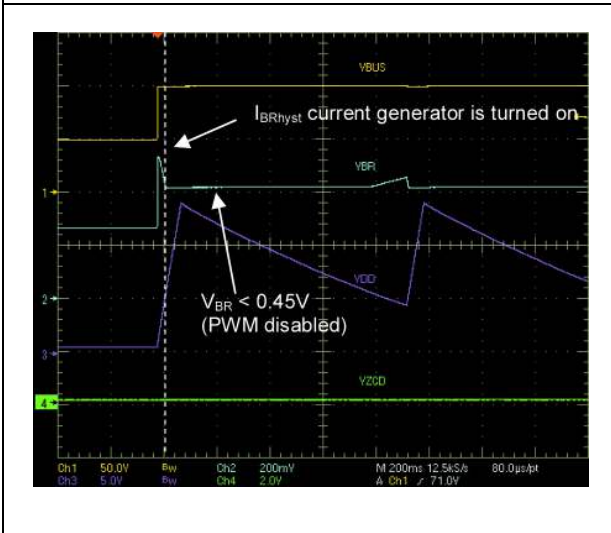 VBUS
IBRhyst current generator is turned on
VBR
VDD
VBR < 0.45V
(PWM disabled)
VZCD
1
2
3
4
Ch1 50.0V Bw Ch2 200mV M 200ms 12.5kS/s 80.0µs/pt
Ch3 5.0V Bw Ch4 2.0V A Ch1 / 71.0V